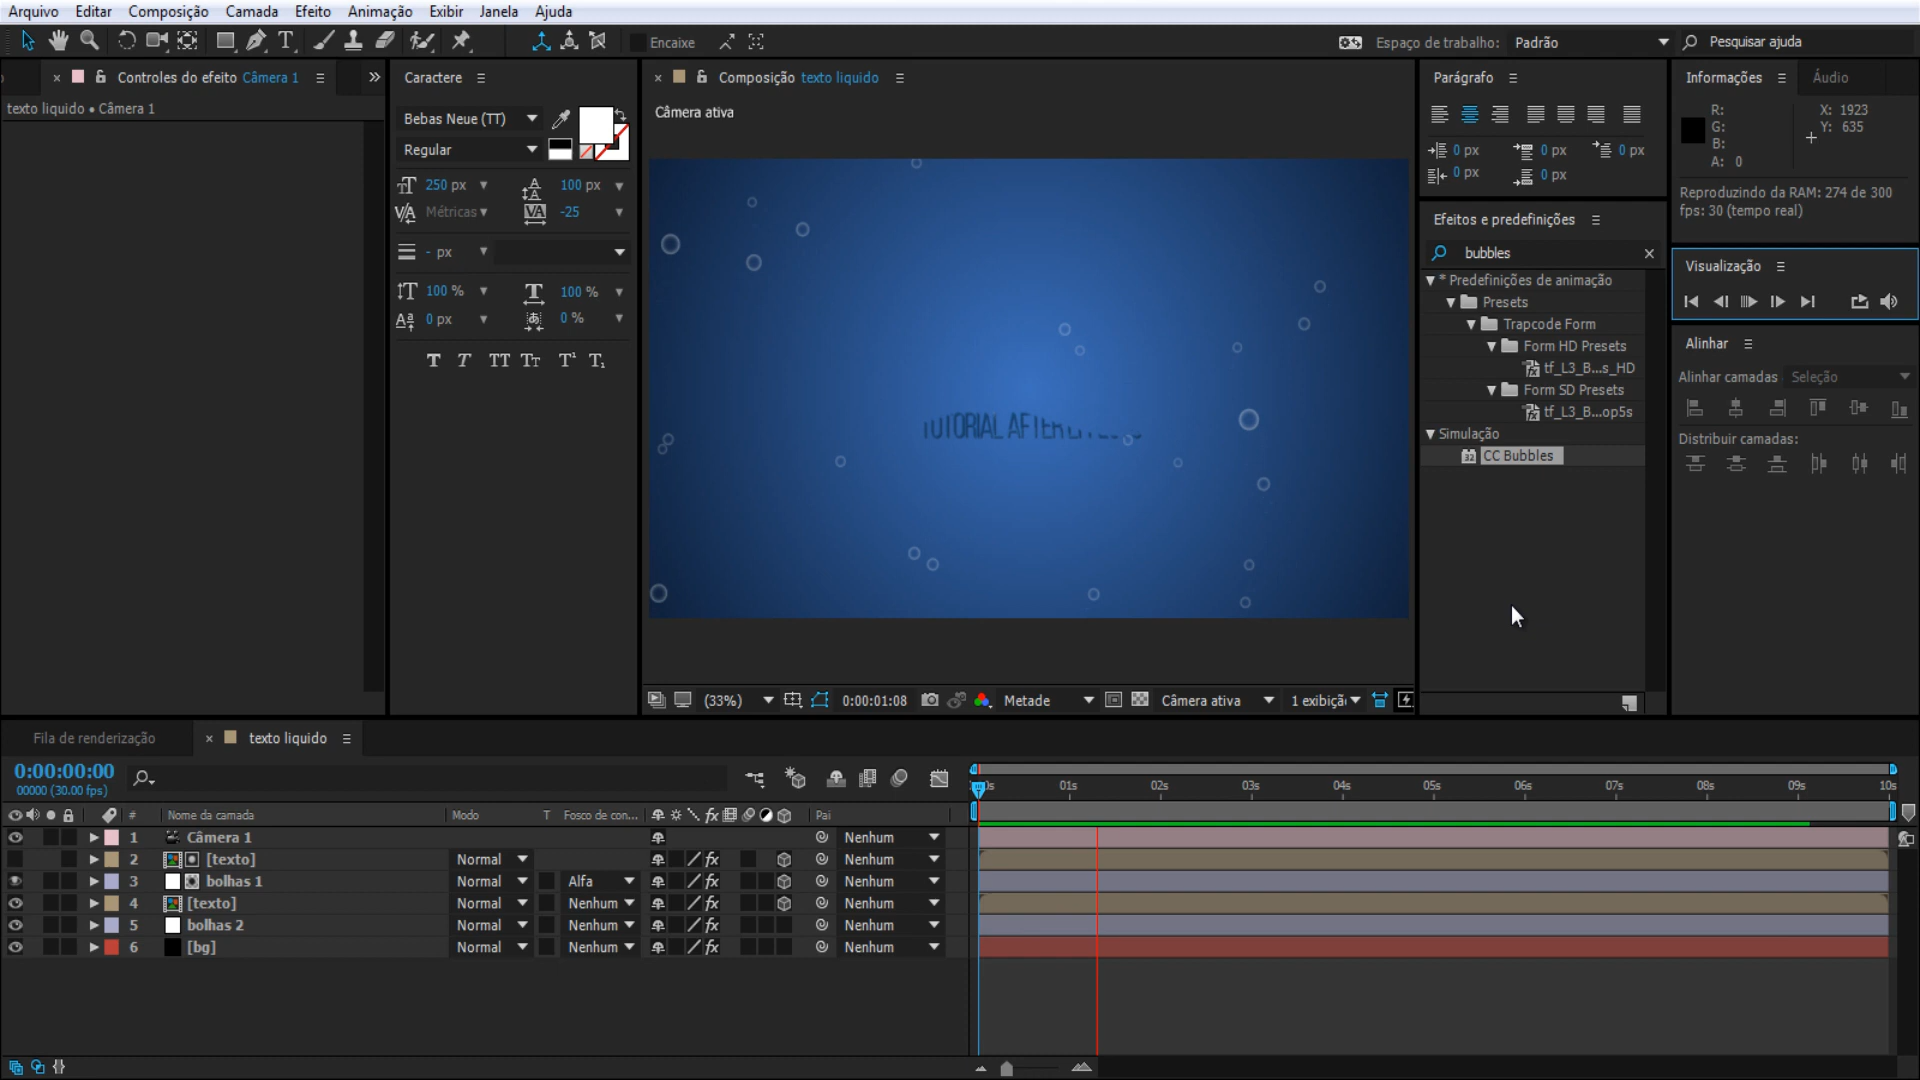 Arquivo Editar Composição Camada Efeito Animação Exibir Janela Ajuda
Encaixe
Espaço de trabalho: Padrão
Pesquisar ajuda
Controles do efeito Câmera 1
texto liquido • Câmera 1
Caractere
Bebas Neue (TT)
Regular
250 px
100 px
Métricas
-25
- px
100 %
100 %
0 px
0 %
Composição texto liquido
Câmera ativa
TUTORIAL AFTER
(33%)
0:00:01:08
Metade
Câmera ativa
Parágrafo
0 px
0 px
0 px
0 px
0 px
Efeitos e predefinições
bubbles
* Predefinições de animação
Presets
Trapcode Form
Form HD Presets
tf_L3_B...s_HD
Form SD Presets
tf_L3_B...op5s
Simulação
CC Bubbles
Informações
Áudio
R:
G:
B:
A: 0
X: 1923
Y: 635
Reproduzindo da RAM: 274 de 300
fps: 30 (tempo real)
Visualização
Alinhar
Alinhar camadas
Seleção
Distribuir camadas:
Fila de renderização
texto liquido
0:00:00:00
00000 (30.00 fps)
01s 02s 03s 04s 05s 06s 07s 08s 09s 10s
# Nome da camada Modo T Fosco de con... Pai
1 Câmera 1 Nenhum
2 [texto] Normal Nenhum
3 bolhas 1 Normal Alfa Nenhum
4 [texto] Normal Nenhum Nenhum
5 bolhas 2 Normal Nenhum Nenhum
6 [bg] Normal Nenhum Nenhum